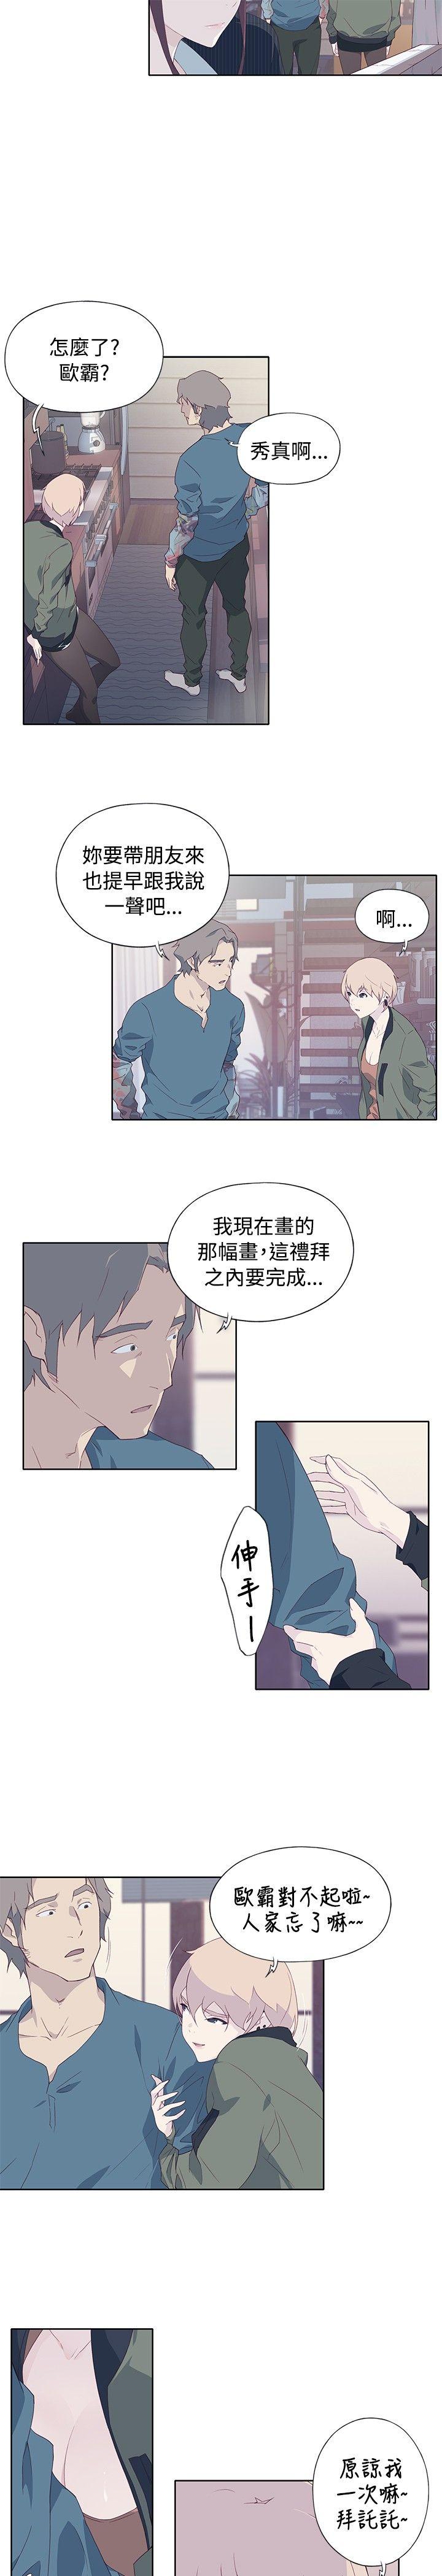 怎麼了?
歐霸?
秀真啊...
妳要帶朋友來
也提早跟我說
一聲吧...
啊...
我現在畫的
那幅畫，這禮拜
之內要完成...
伸手ー
歐霸對不起啦~
人家忘了嘛~~
原諒我
一次嘛~
拜託託~